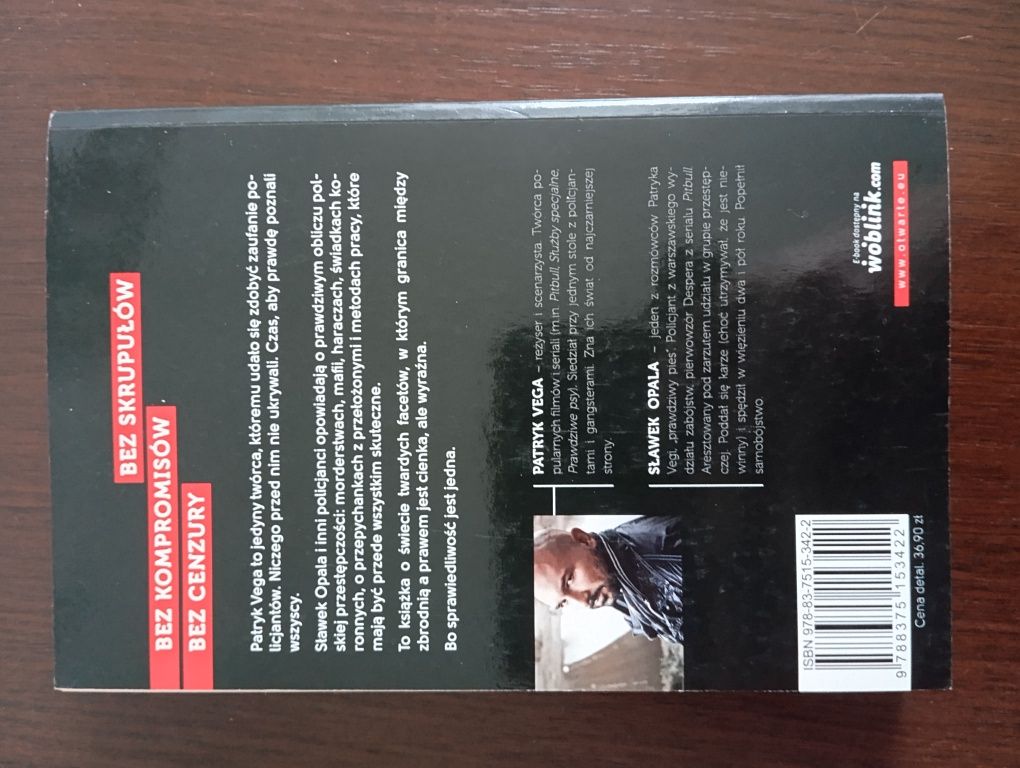 BEZ SKRUPUŁÓW
BEZ KOMPROMISÓW
BEZ CENZURY
Patryk Vega to jedyny twórca, któremu udało się zdobyć zaufanie po-
licjantów. Niczego przed nim nie ukrywali. Czas, aby prawdę poznali
wszyscy.
Sławek Opala i inni policjanci opowiadają o prawdziwym obliczu pol-
skiej przestępczości: morderstwach, mafii, haraczach, świadkach ko-
ronnych, o przepychankach z przełożonymi i metodach pracy, które
mają być przede wszystkim skuteczne.
To książka o świecie twardych facetów, w którym granica między
zbrodnią a prawem jest cienka, ale wyraźna.
Bo sprawiedliwość jest jedna.
PATRYK VEGA – reżyser i scenarzysta. Twórca po-
pularnych filmów i seriali (m.in. Pitbull, Służby specjalne,
Prawdziwe psy). Siedział przy jednym stole z policjan-
tami i gangsterami. Zna ich świat od najczarniejszej
strony.
SŁAWEK OPALA – jeden z rozmówców Patryka
Vegi, „prawdziwy pies". Policjant z warszawskiego wy-
działu zabójstw, pierwowzór Despera z serialu Pitbull.
Aresztowany pod zarzutem udziału w grupie przestęp-
czej. Poddał się karze (choć utrzymywał, że jest nie-
winny) i spędził w więzieniu dwa i pół roku. Popełnił
samobójstwo.
ISBN 978-83-7515-342-2
9 788375 153422
Cena detal. 36,90 zł
E-book dostępny na
woblink.com
www.otwarte.eu